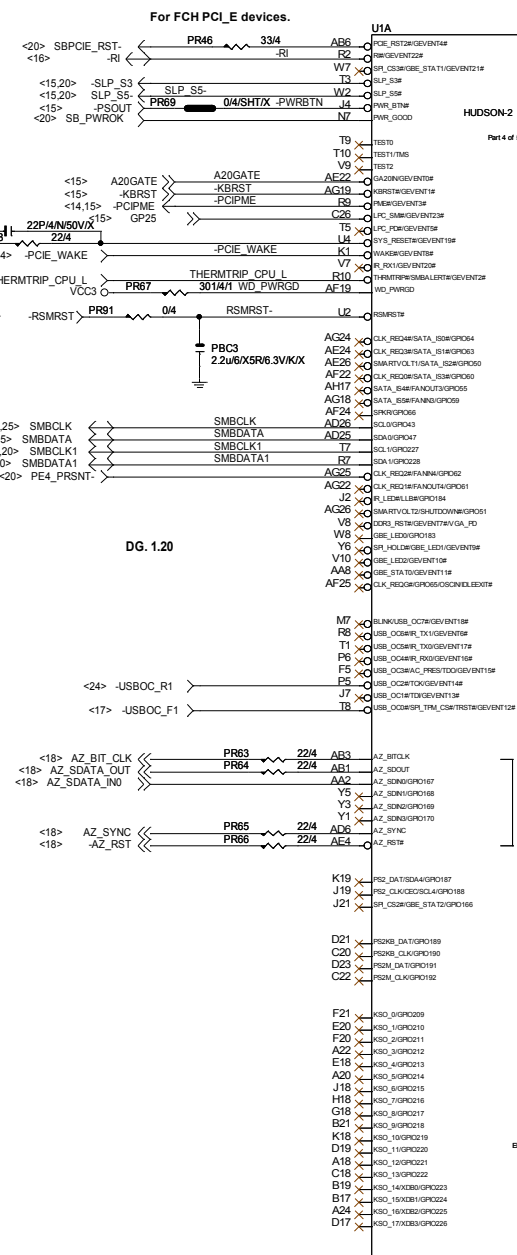 For FCH PCI_E devices.
U1A
<20> SBPCIE_RST- PR46 33/4 AB6 PCIE_RST2#/GEVENT4#
<16> -RI -RI R2 RI#/GEVENT22#
W7 SPI_CS3#/GBE_STAT1/GEVENT21#
<15,20> -SLP_S3 T3 SLP_S3#
<15,20> SLP_S5- SLP_S5- W2 SLP_S5#
<15> -PSOUT PR69 0/4/SHT/X -PWRBTN J4 PWR_BTN#
<20> SB_PWROK N7 PWR_GOOD
HUDSON-2
Part 4 of
T9 TEST0
T10 TEST1/TMS
V9 TEST2
<15> A20GATE A20GATE AE22 GA20IN/GEVENT0#
<15> -KBRST -KBRST AG19 KBRST#/GEVENT1#
<14,15> -PCIPME -PCIPME R9 PME#/GEVENT3#
<15> GP25 C26 LPC_SMI#/GEVENT23#
T5 LPC_PD#/GEVENT5#
22P/4/N/50V/X
22/4 U4 SYS_RESET#/GEVENT19#
4> -PCIE_WAKE -PCIE_WAKE K1 WAKE#/GEVENT8#
V7 IR_RX1/GEVENT20#
HERMTRIP_CPU_L THERMTRIP_CPU_L R10 THRMTRIP#/SMBALERT#/GEVENT2#
VCC3 PR67 301/4/1 WD_PWRGD AF19 WD_PWRGD
-RSMRST PR91 0/4 RSMRST- U2 RSMRST#
PBC3
2.2u/6/X5R/6.3V/K/X
AG24 CLK_REQ4#/SATA_IS0#/GPIO64
AE24 CLK_REQ3#/SATA_IS1#/GPIO63
AE26 SMARTVOLT1/SATA_IS2#/GPIO50
AF22 CLK_REQ0#/SATA_IS3#/GPIO60
AH17 SATA_IS4#/FANOUT3/GPIO55
AG18 SATA_IS5#/FANIN3/GPIO59
AF24 SPKR/GPIO66
,25> SMBCLK SMBCLK AD26 SCL0/GPIO43
5> SMBDATA SMBDATA AD25 SDA0/GPIO47
,20> SMBCLK1 SMBCLK1 T7 SCL1/GPIO227
0> SMBDATA1 SMBDATA1 R7 SDA1/GPIO228
<20> PE4_PRSNT- AG25 CLK_REQ2#/FANIN4/GPIO62
AG22 CLK_REQ1#/FANOUT4/GPIO61
J2 IR_LED#/LLB#/GPIO184
AG26 SMARTVOLT2/SHUTDOWN#/GPIO51
V8 DDR3_RST#/GEVENT7#/VGA_PD
W8 GBE_LED0/GPIO183
Y6 SPI_HOLD#/GBE_LED1/GEVENT9#
V10 GBE_LED2/GEVENT10#
AA8 GBE_STAT0/GEVENT11#
AF25 CLK_REQG#/GPIO65/OSCIN/IDLEEXIT#
DG. 1.20
M7 BLINK/USB_OC7#/GEVENT18#
R8 USB_OC6#/IR_TX1/GEVENT6#
T1 USB_OC5#/IR_TX0/GEVENT17#
P6 USB_OC4#/IR_RX0/GEVENT16#
F5 USB_OC3#/AC_PRES/TDO/GEVENT15#
<24> -USBOC_R1 P5 USB_OC2#/TCK/GEVENT14#
J7 USB_OC1#/TDI/GEVENT13#
<17> -USBOC_F1 T8 USB_OC0#/SPI_TPM_CS#/TRST#/GEVENT12#
<18> AZ_BIT_CLK PR63 22/4 AB3 AZ_BITCLK
<18> AZ_SDATA_OUT PR64 22/4 AB1 AZ_SDOUT
<18> AZ_SDATA_IN0 AA2 AZ_SDIN0/GPIO167
Y5 AZ_SDIN1/GPIO168
Y3 AZ_SDIN2/GPIO169
Y1 AZ_SDIN3/GPIO170
<18> AZ_SYNC PR65 22/4 AD6 AZ_SYNC
<18> -AZ_RST PR66 22/4 AE4 AZ_RST#
K19 PS2_DAT/SDA4/GPIO187
J19 PS2_CLK/CEC/SCL4/GPIO188
J21 SPI_CS2#/GBE_STAT2/GPIO166
D21 PS2KB_DAT/GPIO189
C20 PS2KB_CLK/GPIO190
D23 PS2M_DAT/GPIO191
C22 PS2M_CLK/GPIO192
F21 KSO_0/GPIO209
E20 KSO_1/GPIO210
F20 KSO_2/GPIO211
A22 KSO_3/GPIO212
E18 KSO_4/GPIO213
A20 KSO_5/GPIO214
J18 KSO_6/GPIO215
H18 KSO_7/GPIO216
G18 KSO_8/GPIO217
B21 KSO_9/GPIO218
K18 KSO_10/GPIO219
D19 KSO_11/GPIO220
A18 KSO_12/GPIO221
C18 KSO_13/GPIO222
B19 KSO_14/XDB0/GPIO223
B17 KSO_15/XDB1/GPIO224
A24 KSO_16/XDB2/GPIO225
D17 KSO_17/XDB3/GPIO226